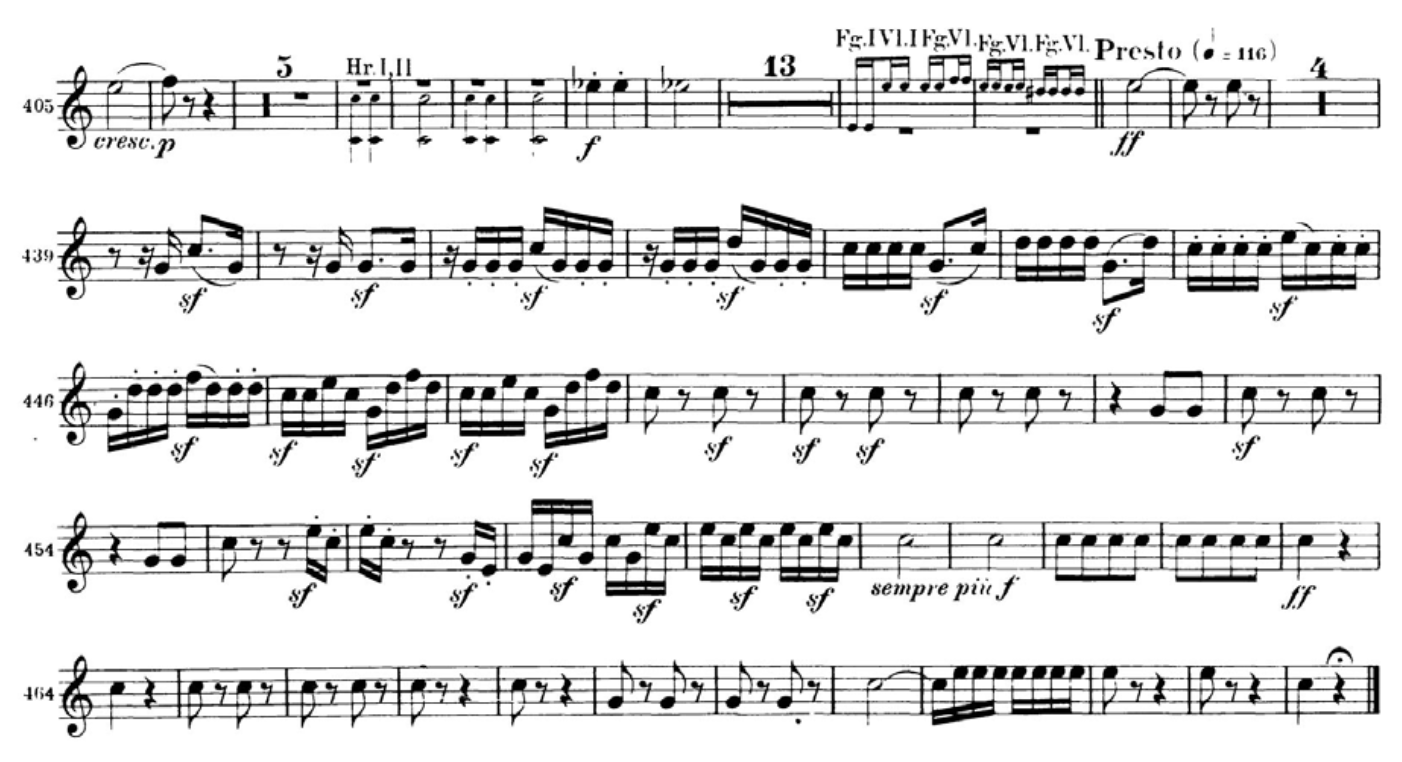 5 13 Fg.I Vl.I Fg.Vl. Fg.Vl. Fg.Vl. Presto (♩ = 116) 4
Hr. I, II
405
cresc. p f ff
439
sf sf sf sf sf sf sf
446
sf sf sf sf sf sf sf sf sf
454
sf sf sf sf sf sf sempre più f ff
464